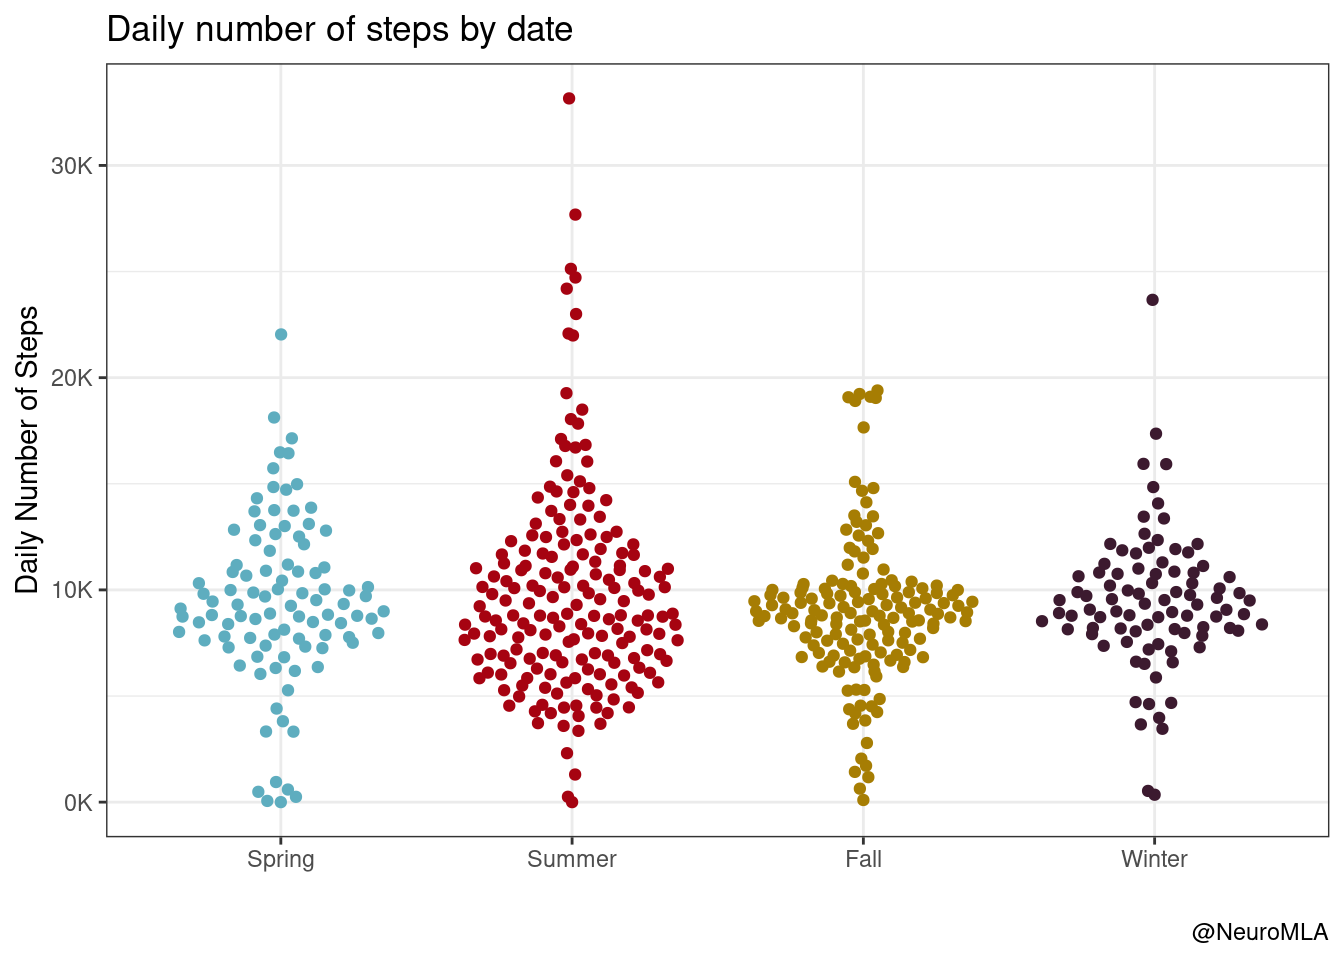 Daily number of steps by date
Daily Number of Steps
30K
20K
10K
0K
Spring Summer Fall Winter
@NeuroMLA